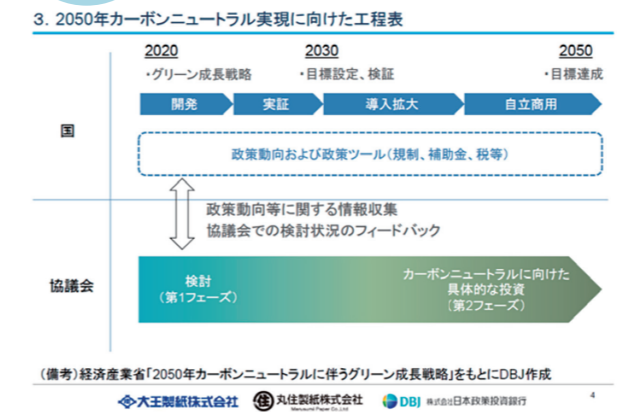 3. 2050年カーボンニュートラル実現に向けた工程表
2020 2030 2050
・グリーン成長戦略 ・目標設定、検証 ・目標達成
開発 実証 導入拡大 自立商用
国
政策動向および政策ツール(規制、補助金、税等)
政策動向等に関する情報収集
協議会での検討状況のフィードバック
協議会
検討
(第1フェーズ)
カーボンニュートラルに向けた
具体的な投資
(第2フェーズ)
(備考)経済産業省「2050年カーボンニュートラルに伴うグリーン成長戦略」をもとにDBJ作成
大王製紙株式会社 丸住製紙株式会社 DBJ 株式会社日本政策投資銀行 4
Marusumi Paper Co.,Ltd